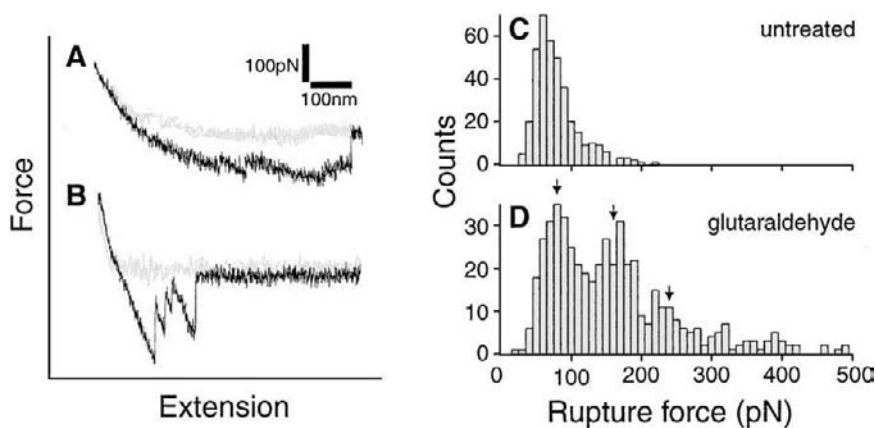 A
100pN
100nm
B
Force
Extension
C
untreated
60
40
20
0
Counts
D
glutaraldehyde
30
20
10
0
0 100 200 300 400 500
Rupture force (pN)